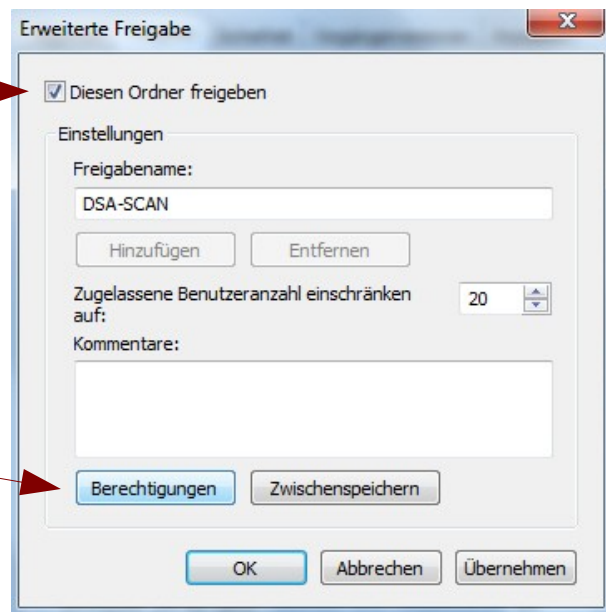 Erweiterte Freigabe
Diesen Ordner freigeben
Einstellungen
Freigabename:
DSA-SCAN
Hinzufügen
Entfernen
Zugelassene Benutzeranzahl einschränken
auf:
20
Kommentare:
Berechtigungen
Zwischenspeichern
OK
Abbrechen
Übernehmen